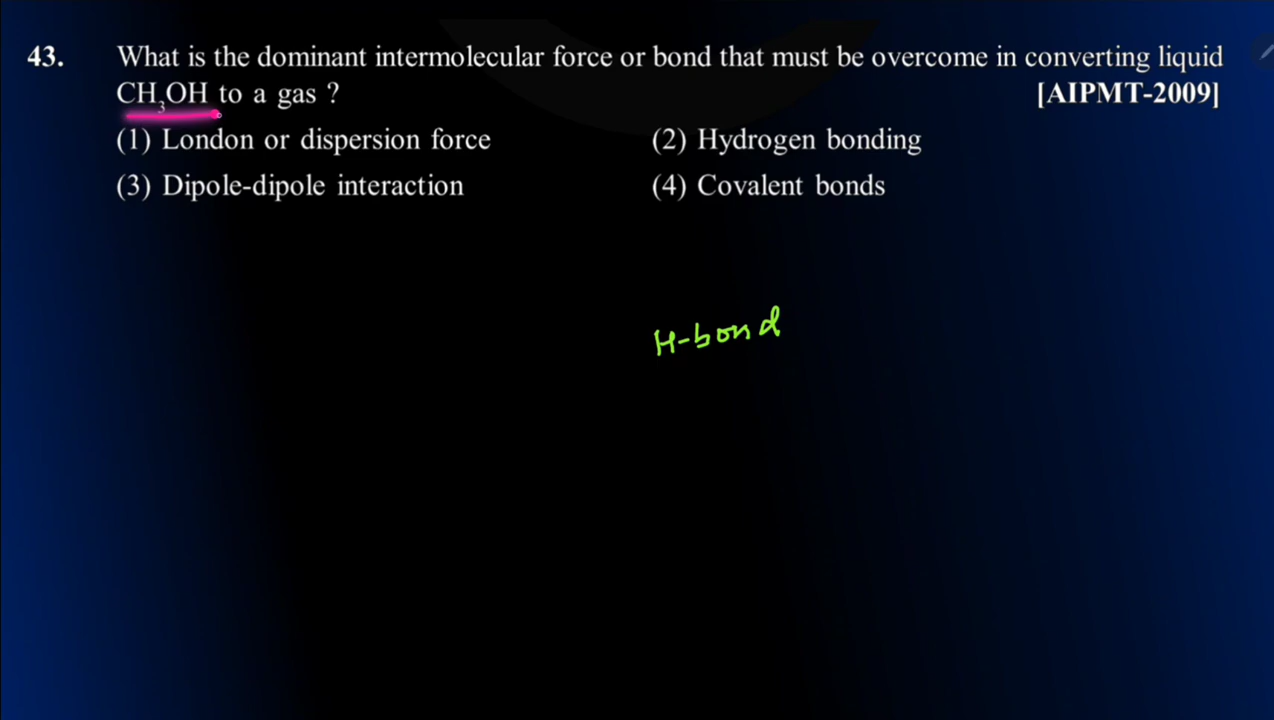 43. What is the dominant intermolecular force or bond that must be overcome in converting liquid
CH₃OH to a gas ? [AIPMT-2009]
(1) London or dispersion force (2) Hydrogen bonding
(3) Dipole-dipole interaction (4) Covalent bonds
H-bond